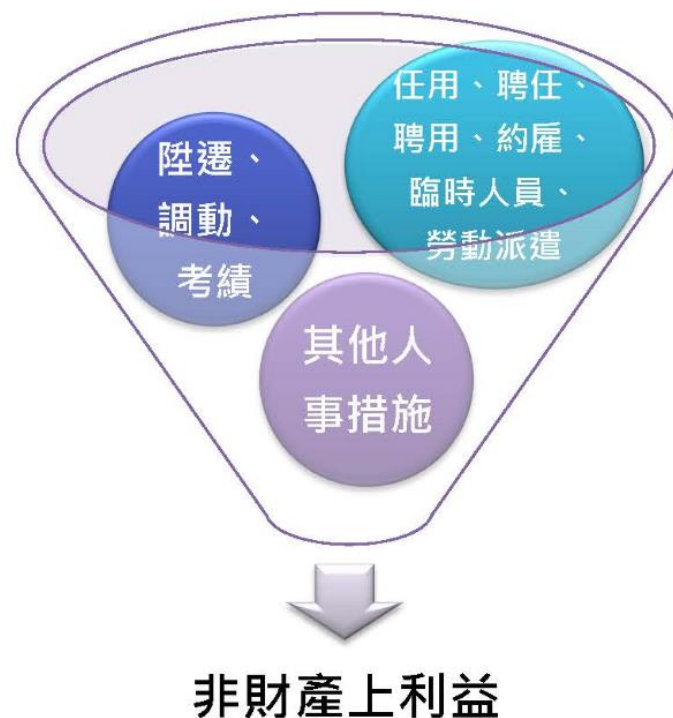 任用、聘任、
聘用、約雇、
臨時人員、
勞動派遣
陞遷、
調動、
考績
其他人
事措施
非財產上利益